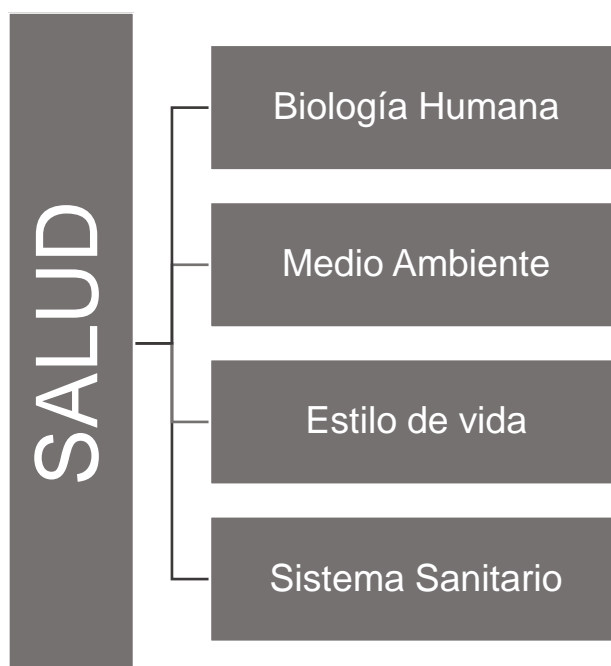 SALUD
Biología Humana
Medio Ambiente
Estilo de vida
Sistema Sanitario